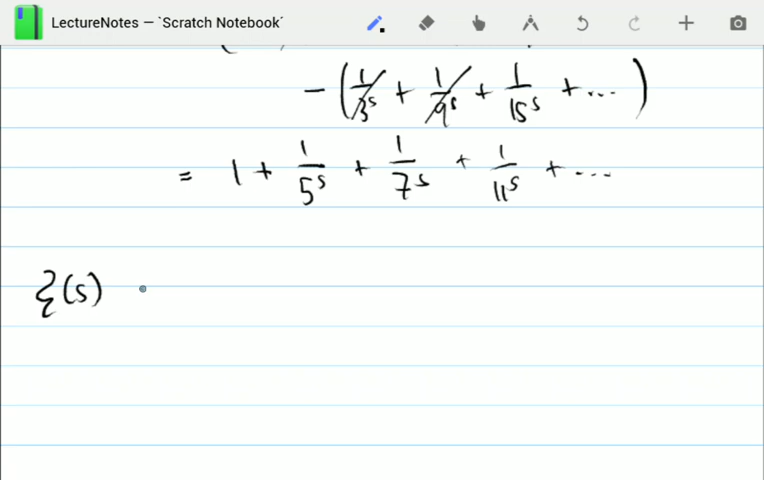 LectureNotes — `Scratch Notebook´
- (1/3^s + 1/9^s + 1/15^s + ...)
= 1 + 1/5^s + 1/7^s + 1/11^s + ...
ξ(s)